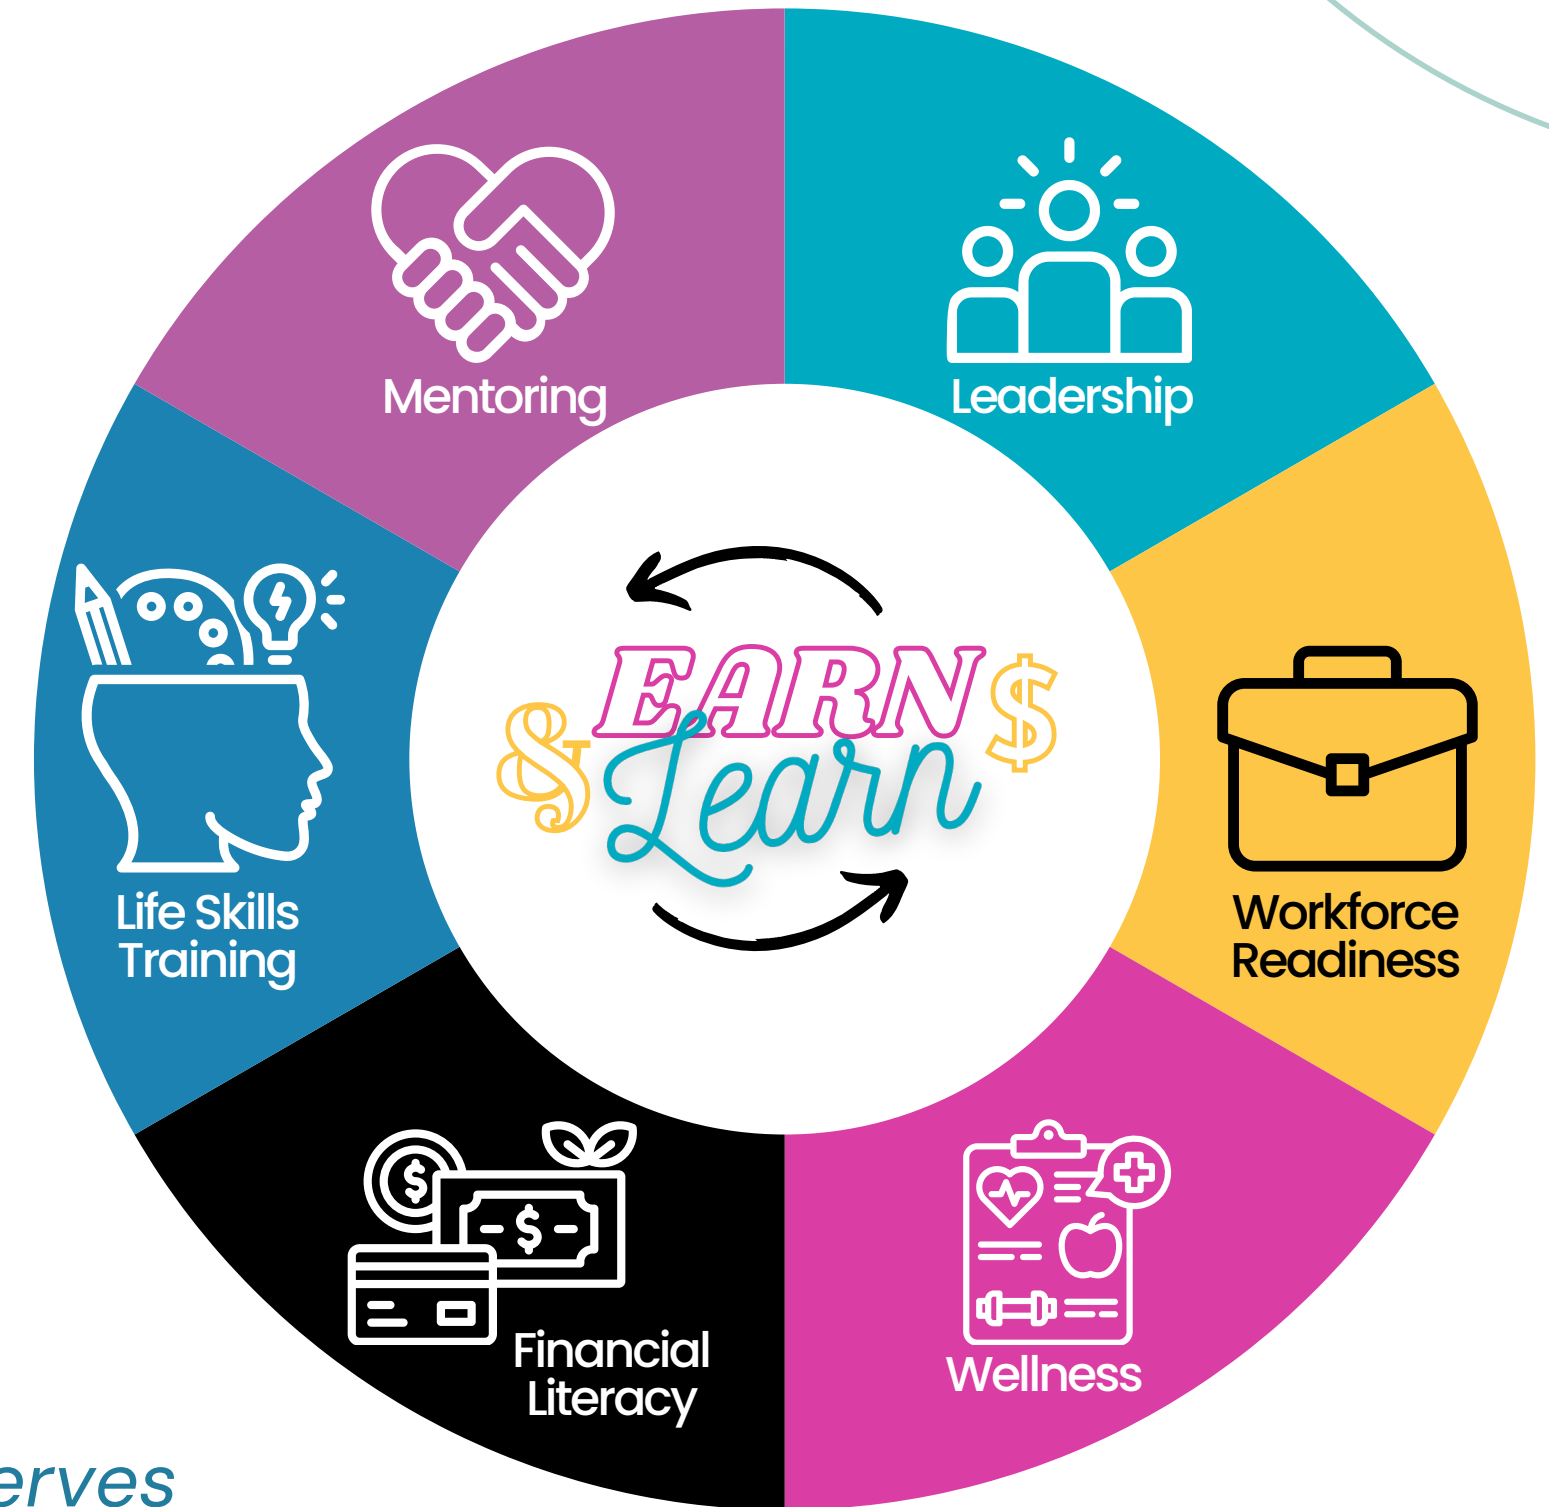 Mentoring
Leadership
EARN $
& Learn
Life Skills
Training
Workforce
Readiness
Financial
Literacy
Wellness
erves